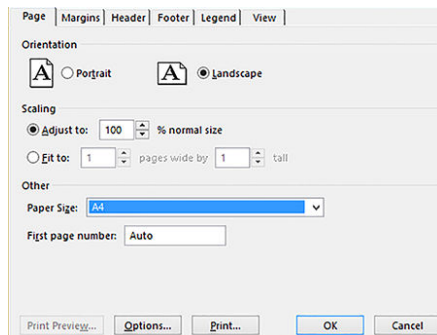 Page Margins Header Footer Legend View
Orientation
A Portrait A Landscape
Scaling
Adjust to: 100 % normal size
Fit to: 1 pages wide by 1 tall
Other
Paper Size: A4
First page number: Auto
Print Preview... Options... Print... OK Cancel